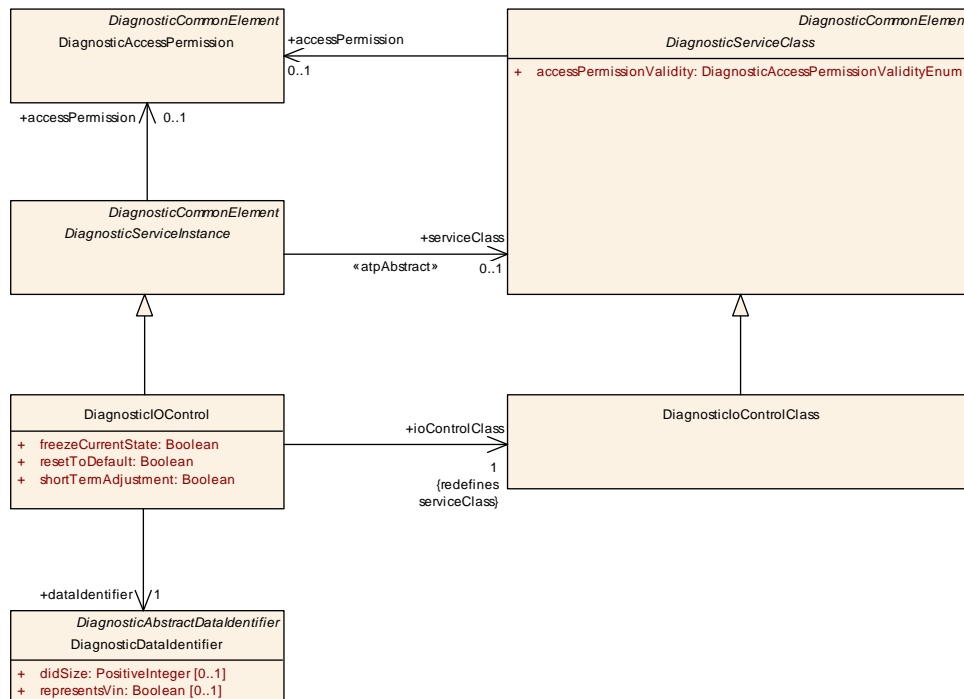 DiagnosticCommonElement
DiagnosticAccessPermission
+accessPermission
0..1
DiagnosticCommonElement
DiagnosticServiceClass
+ accessPermissionValidity: DiagnosticAccessPermissionValidityEnum
+accessPermission
0..1
DiagnosticCommonElement
DiagnosticServiceInstance
+serviceClass
«atpAbstract»
0..1
DiagnosticIOControl
+ freezeCurrentState: Boolean
+ resetToDefault: Boolean
+ shortTermAdjustment: Boolean
+ioControlClass
1
{redefines
serviceClass}
DiagnosticIoControlClass
+dataIdentifier
1
DiagnosticAbstractDataIdentifier
DiagnosticDataIdentifier
+ didSize: PositiveInteger [0..1]
+ representsVin: Boolean [0..1]